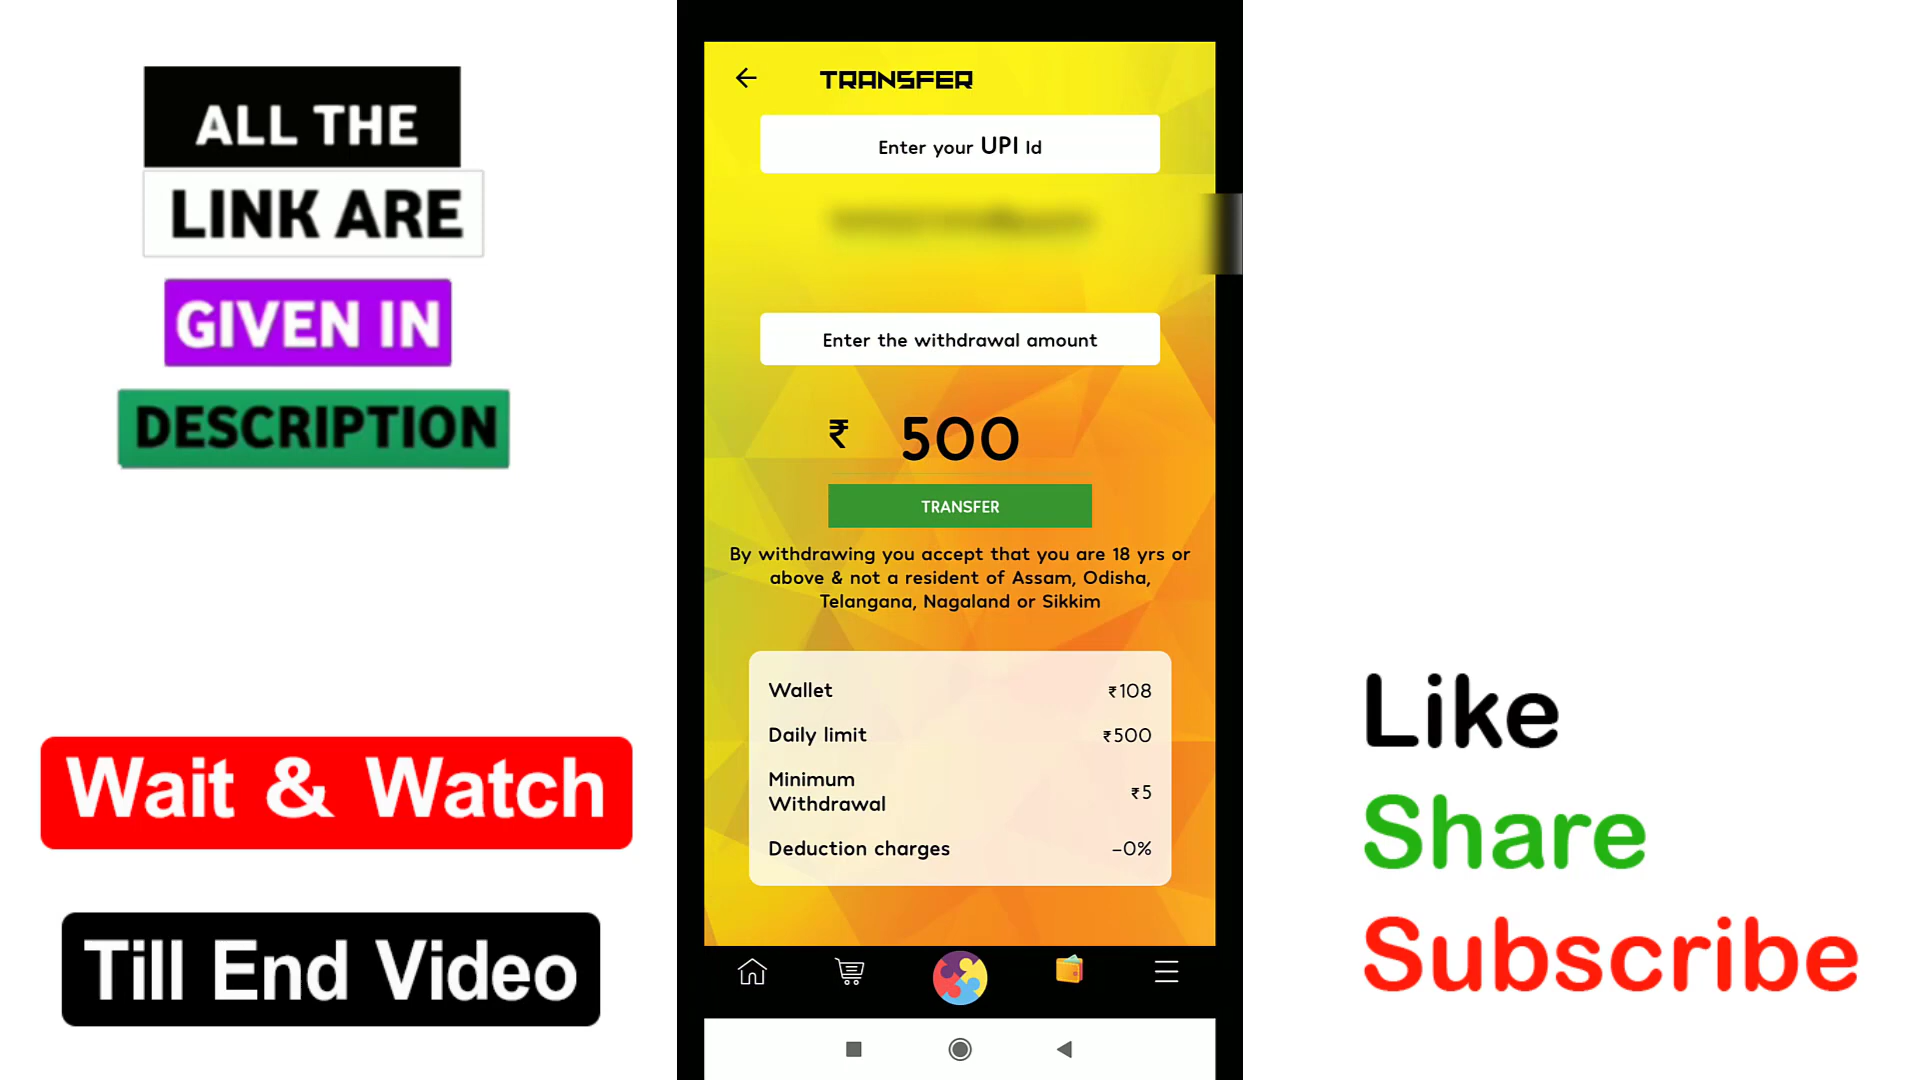 ALL THE
LINK ARE
GIVEN IN
DESCRIPTION
Wait & Watch
Till End Video
TRANSFER
Enter your UPI Id
Enter the withdrawal amount
₹ 500
TRANSFER
By withdrawing you accept that you are 18 yrs or
above & not a resident of Assam, Odisha,
Telangana, Nagaland or Sikkim
Wallet ₹108
Daily limit ₹500
Minimum
Withdrawal ₹5
Deduction charges -0%
Like
Share
Subscribe